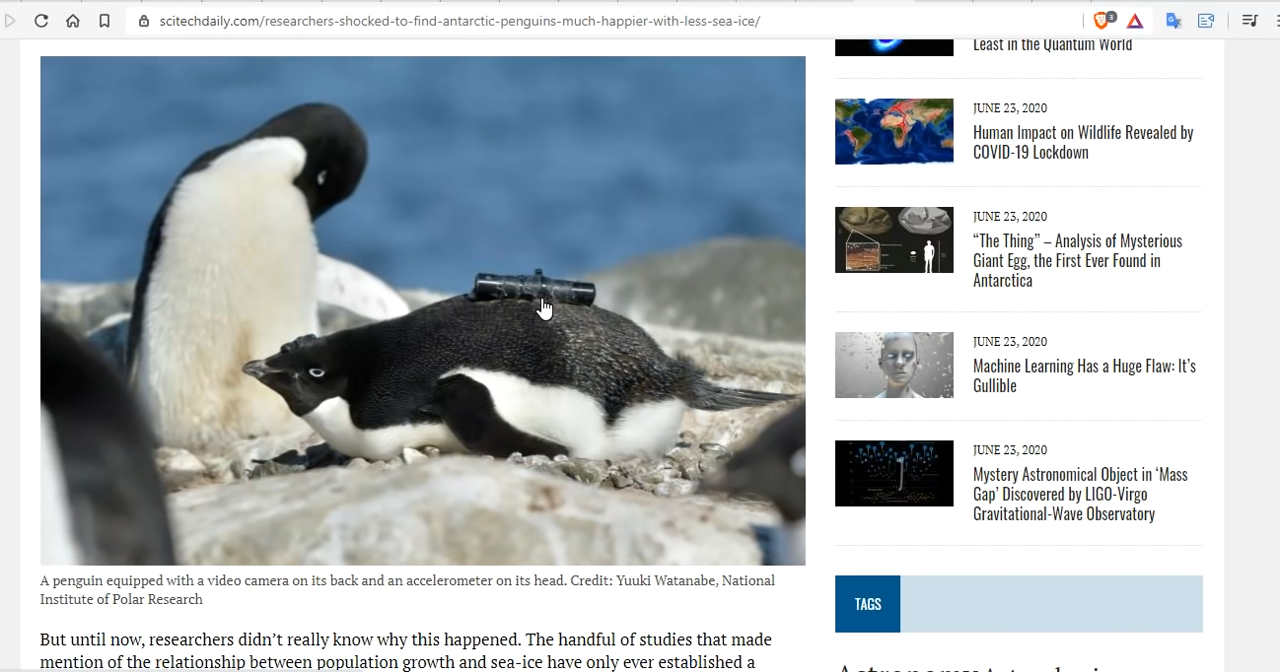 scitechdaily.com/researchers-shocked-to-find-antarctic-penguins-much-happier-with-less-sea-ice/
3
Least in the Quantum World
JUNE 23, 2020
Human Impact on Wildlife Revealed by
COVID-19 Lockdown
JUNE 23, 2020
“The Thing” – Analysis of Mysterious
Giant Egg, the First Ever Found in
Antarctica
JUNE 23, 2020
Machine Learning Has a Huge Flaw: It’s
Gullible
JUNE 23, 2020
Mystery Astronomical Object in ‘Mass
Gap’ Discovered by LIGO-Virgo
Gravitational-Wave Observatory
TAGS
A penguin equipped with a video camera on its back and an accelerometer on its head. Credit: Yuuki Watanabe, National
Institute of Polar Research
But until now, researchers didn’t really know why this happened. The handful of studies that made
mention of the relationship between population growth and sea-ice have only ever established a